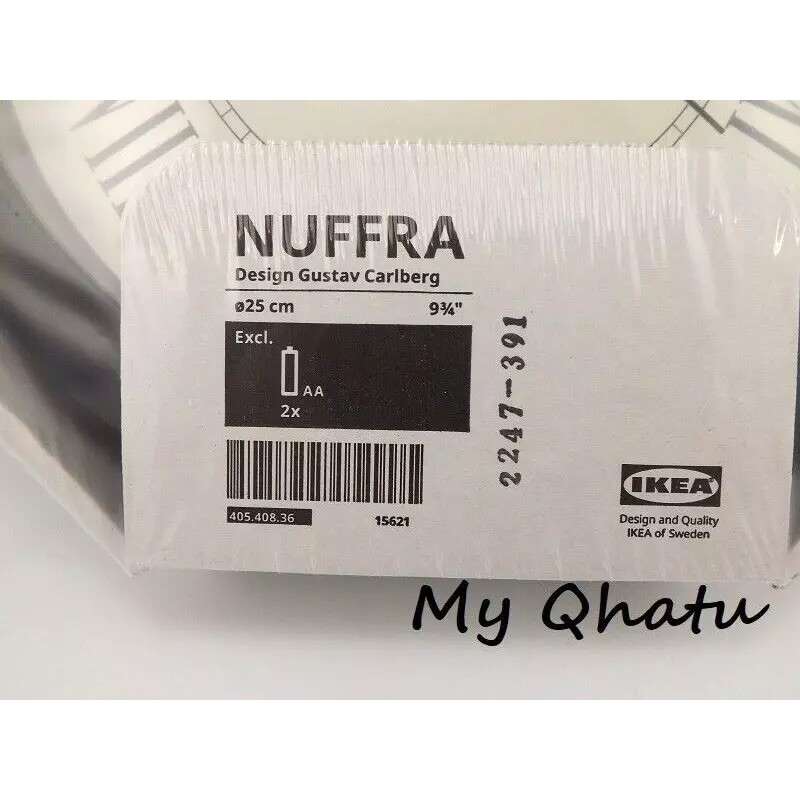 NUFFRA
Design Gustav Carlberg
ø25 cm 9¾"
Excl.
AA
2x
405.408.36 15621
2247-391
IKEA
Design and Quality
IKEA of Sweden
My Qhatu